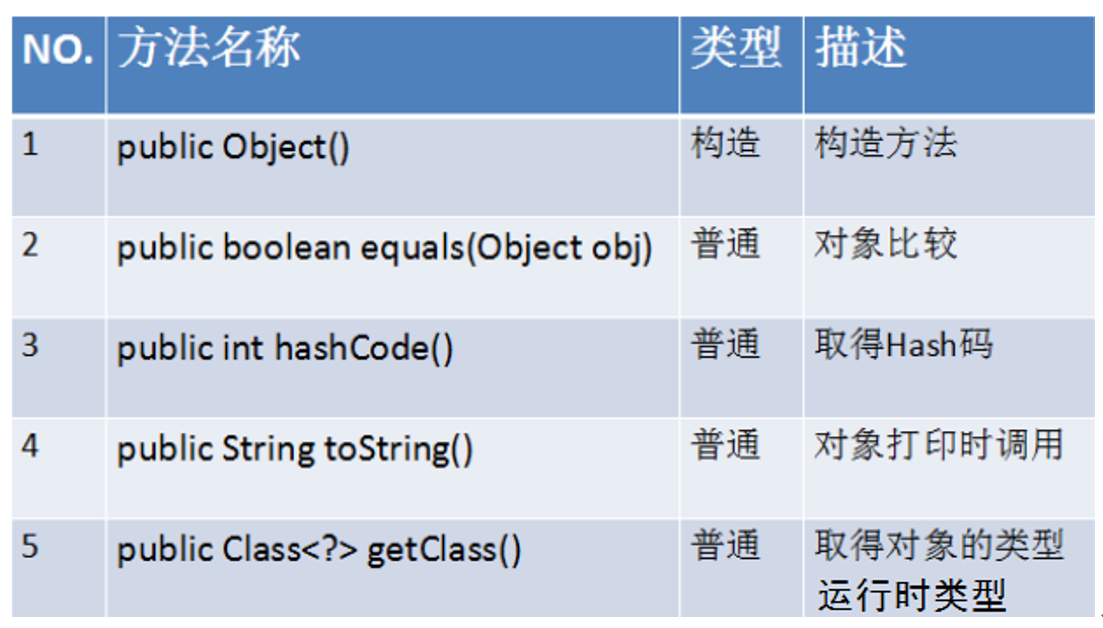 NO. 方法名称 类型 描述
1 public Object() 构造 构造方法
2 public boolean equals(Object obj) 普通 对象比较
3 public int hashCode() 普通 取得Hash码
4 public String toString() 普通 对象打印时调用
5 public Class<?> getClass() 普通 取得对象的类型
运行时类型